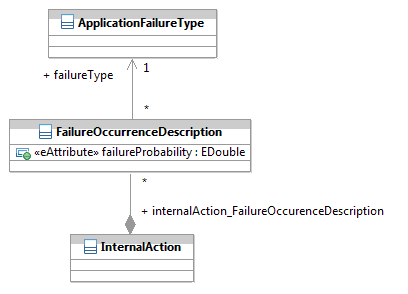 ApplicationFailureType
1
+ failureType
*
FailureOccurrenceDescription
«eAttribute» failureProbability : EDouble
*
+ internalAction_FailureOccurenceDescription
InternalAction